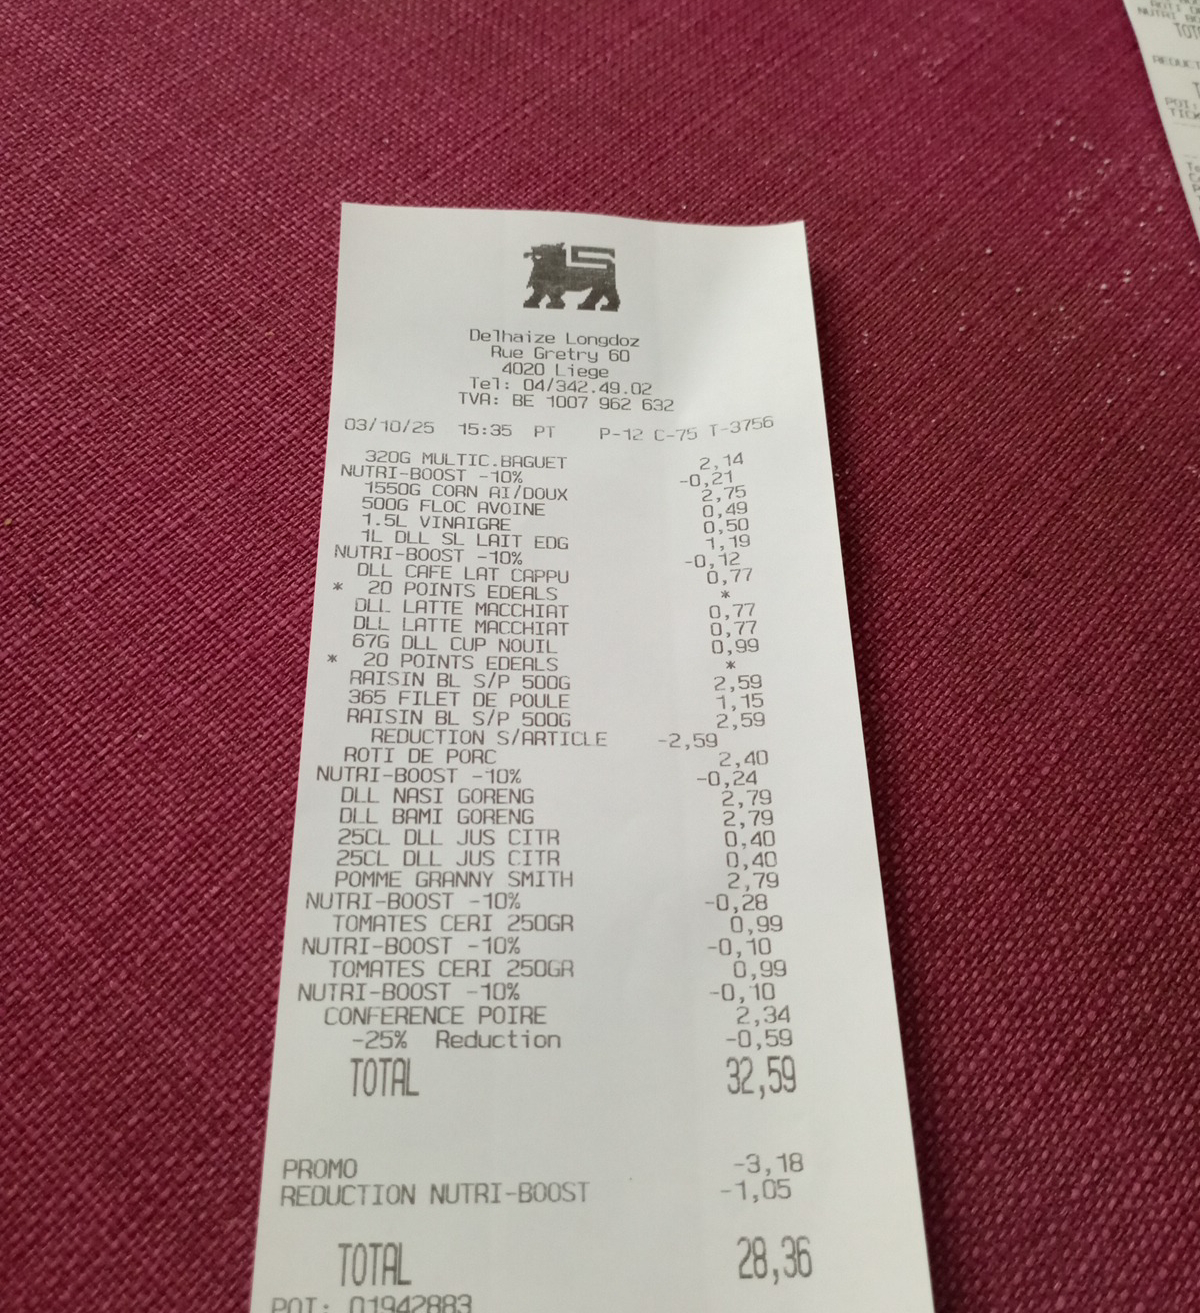 Delhaize Longdoz
Rue Gretry 60
4020 Liege
Tel: 04/342.49.02
TVA: BE 1007 962 632
03/10/25 15:35 PT P-12 C-75 T-3756
320G MULTIC.BAGUET 2,14
NUTRI-BOOST -10% -0,21
1550G CORN AI/DOUX 2,75
500G FLOC AVOINE 0,49
1.5L VINAIGRE 0,50
1L DLL SL LAIT EDG 1,19
NUTRI-BOOST -10% -0,12
DLL CAFE LAT CAPPU 0,77
* 20 POINTS EDEALS *
DLL LATTE MACCHIAT 0,77
DLL LATTE MACCHIAT 0,77
67G DLL CUP NOUIL 0,99
* 20 POINTS EDEALS *
RAISIN BL S/P 500G 2,59
365 FILET DE POULE 1,15
RAISIN BL S/P 500G 2,59
REDUCTION S/ARTICLE -2,59
ROTI DE PORC 2,40
NUTRI-BOOST -10% -0,24
DLL NASI GORENG 2,79
DLL BAMI GORENG 2,79
25CL DLL JUS CITR 0,40
25CL DLL JUS CITR 0,40
POMME GRANNY SMITH 2,79
NUTRI-BOOST -10% -0,28
TOMATES CERI 250GR 0,99
NUTRI-BOOST -10% -0,10
TOMATES CERI 250GR 0,99
NUTRI-BOOST -10% -0,10
CONFERENCE POIRE 2,34
-25% Reduction -0,59
TOTAL 32,59
PROMO -3,18
REDUCTION NUTRI-BOOST -1,05
TOTAL 28,36
POI: 01942883